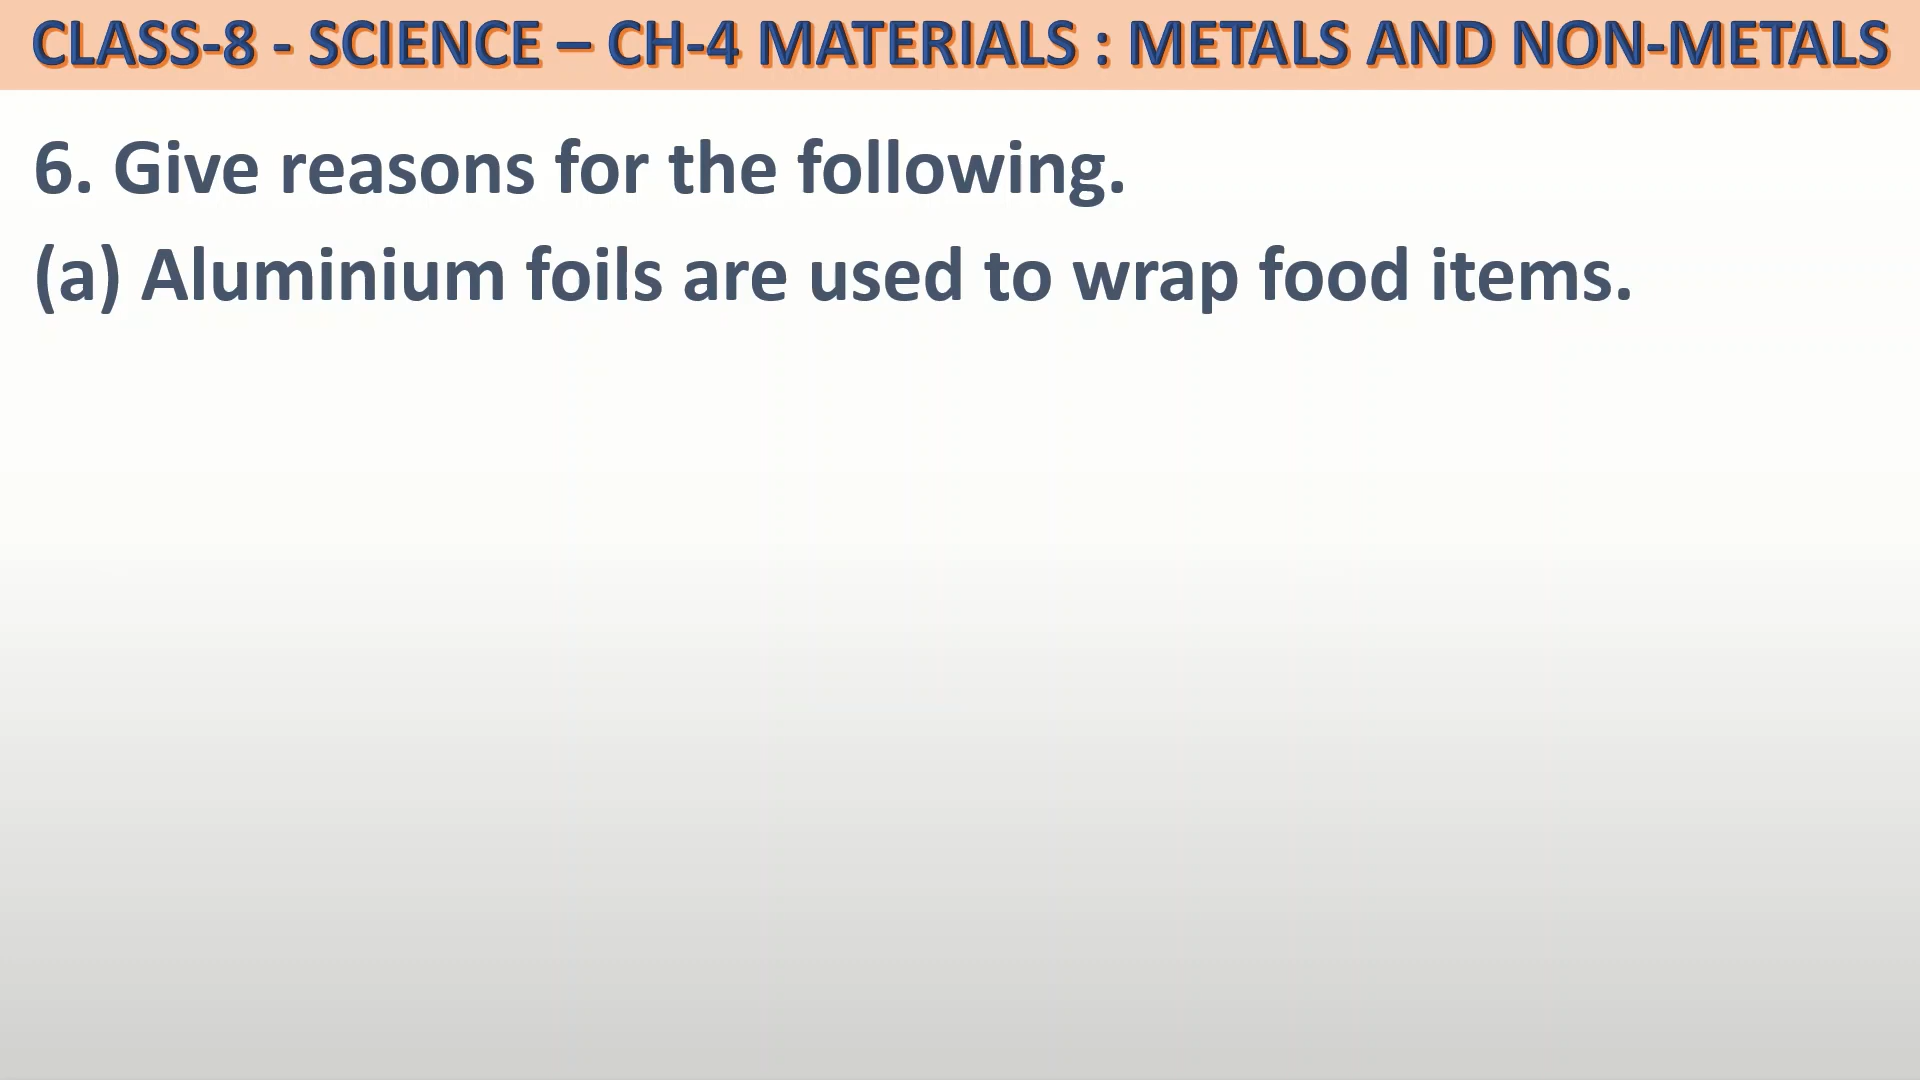 CLASS-8 - SCIENCE – CH-4 MATERIALS : METALS AND NON-METALS
6. Give reasons for the following.
(a) Aluminium foils are used to wrap food items.